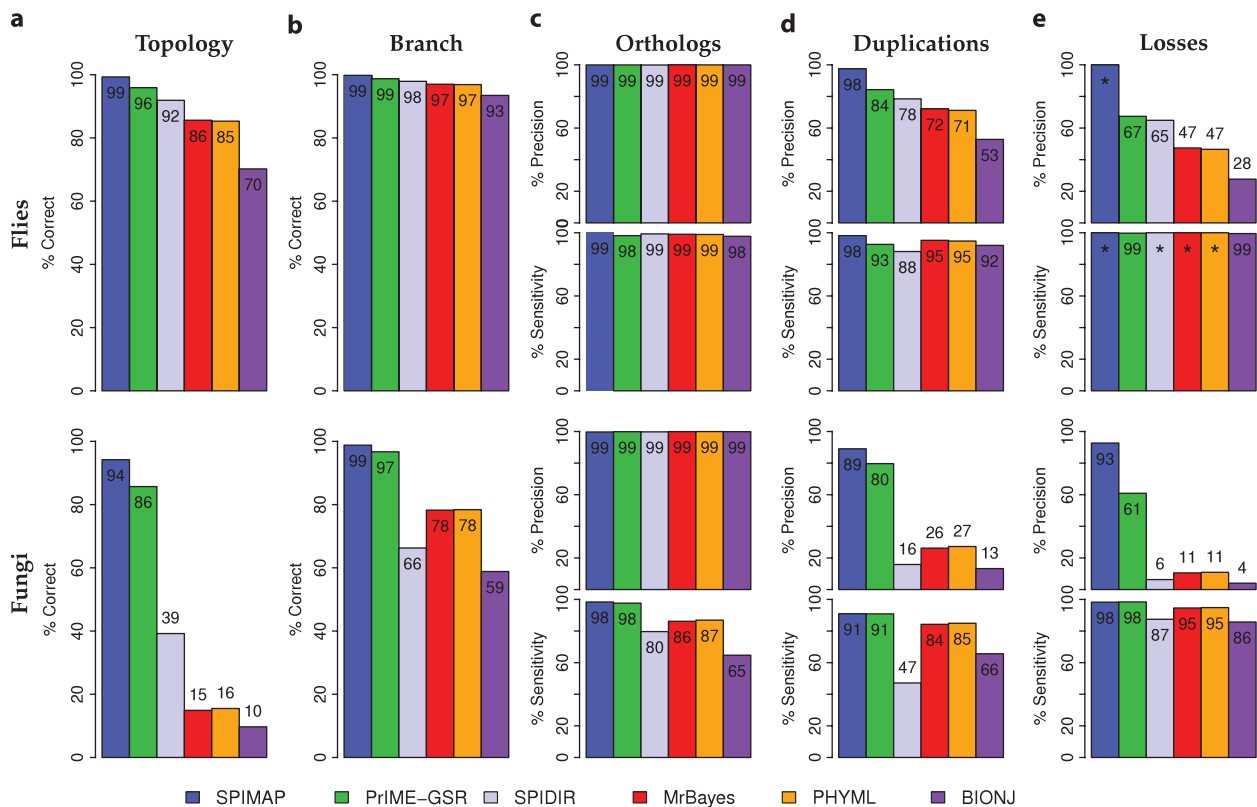 a
Topology
b
Branch
c
Orthologs
d
Duplications
e
Losses
Flies
% Correct
0 20 40 60 80 100
99 96 92 86 85 70
% Correct
0 20 40 60 80 100
99 99 98 97 97 93
% Precision
20 60 100
99 99 99 99 99 99
% Sensitivity
0 20 60 100
99 98 99 99 99 98
% Precision
20 60 100
98 84 78 72 71 53
% Sensitivity
0 20 60 100
98 93 88 95 95 92
% Precision
20 60 100
* 67 65 47 47 28
% Sensitivity
0 20 60 100
* 99 * * * 99
Fungi
% Correct
0 20 40 60 80 100
94 86 39 15 16 10
% Correct
0 20 40 60 80 100
99 97 66 78 78 59
% Precision
20 60 100
99 99 99 99 99 99
% Sensitivity
0 20 60 100
98 98 80 86 87 65
% Precision
20 60 100
89 80 16 26 27 13
% Sensitivity
0 20 60 100
91 91 47 84 85 66
% Precision
20 60 100
93 61 6 11 11 4
% Sensitivity
0 20 60 100
98 98 87 95 95 86
SPIMAP
PrIME-GSR
SPIDIR
MrBayes
PHYML
BIONJ